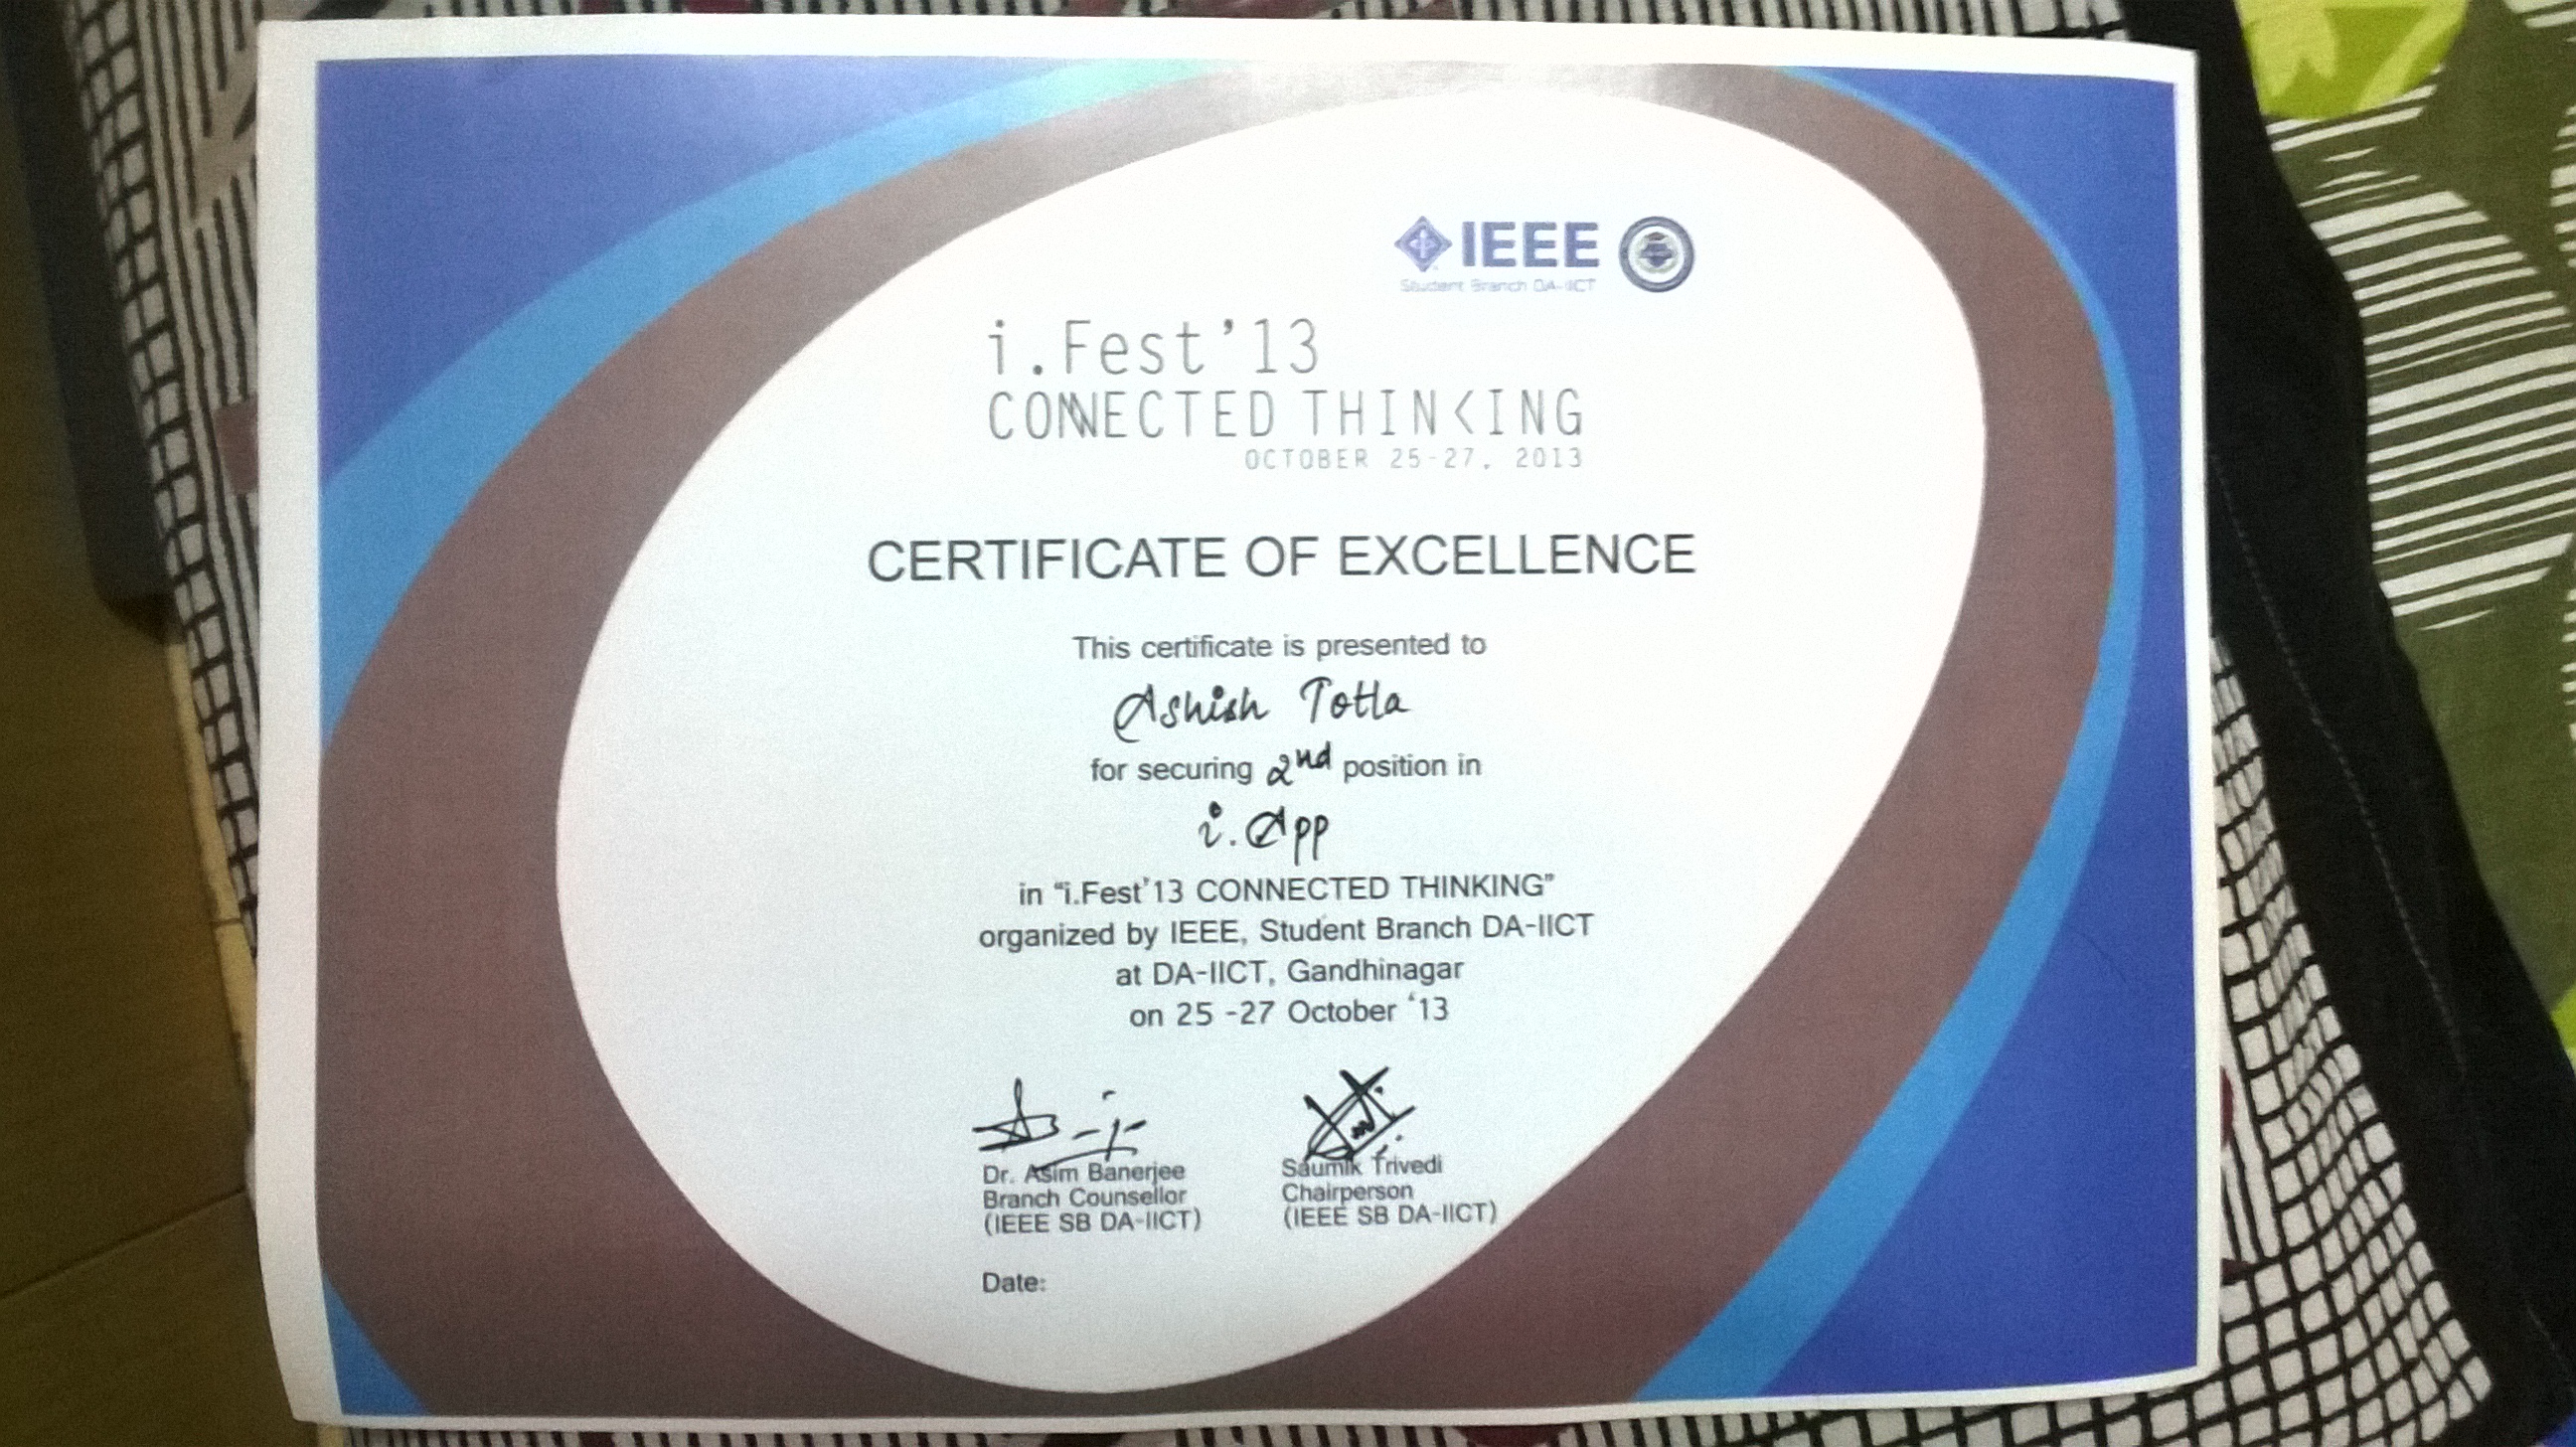 IEEE
Student Branch DA-IICT
i.Fest'13
CONNECTED THINKING
OCTOBER 25-27, 2013
CERTIFICATE OF EXCELLENCE
This certificate is presented to
Ashish Totla
for securing 2nd position in
i.App
in “i.Fest'13 CONNECTED THINKING”
organized by IEEE, Student Branch DA-IICT
at DA-IICT, Gandhinagar
on 25 -27 October ‘13
Dr. Asim Banerjee
Branch Counsellor
(IEEE SB DA-IICT)
Saumik Trivedi
Chairperson
(IEEE SB DA-IICT)
Date: